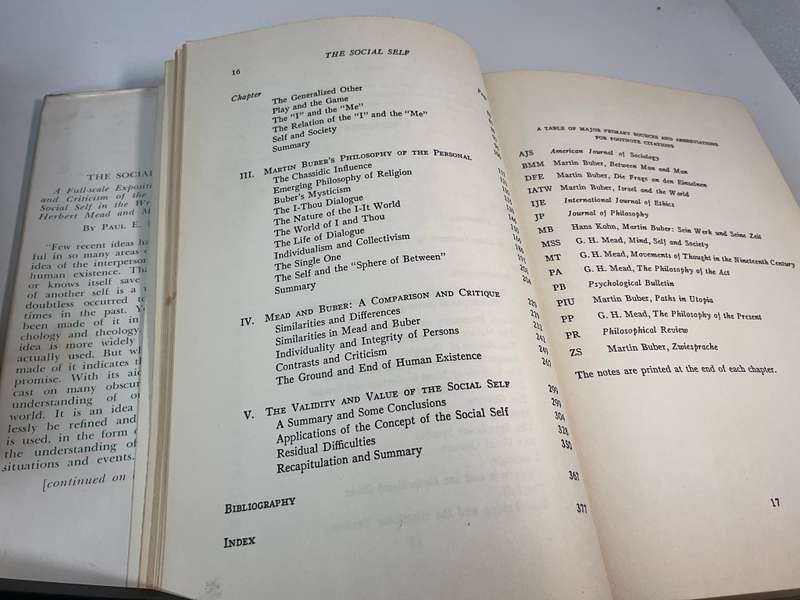 THE SOCIAL
A Full-scale Exposit
and Criticism of the
Social Self in the Wr
Herbert Mead and M
BY PAUL E.
"Few recent ideas ha
ful in so many areas
idea of the interperson
human existence. Tha
or knows itself save
of another self is a
doubtless occurred to
times in the past. Y
been made of it in
chology and theology.
idea is more widely
actually used. But wh
made of it indicates th
promise. With its aid
cast on many obscur
understanding of
world. It is an idea
lessly be refined and
is used, in the form
the understanding of
situations and events.
[continued on
16 THE SOCIAL SELF
Chapter
The Generalized Other
Play and the Game
The "I" and the "Me"
The Relation of the "I" and the "Me"
Self and Society
Summary
III. MARTIN BUBER'S PHILOSOPHY OF THE PERSONAL
The Chassidic Influence
Emerging Philosophy of Religion
Buber's Mysticism
The I-Thou Dialogue
The Nature of the I-It World
The World of I and Thou
The Life of Dialogue
Individualism and Collectivism
The Single One
The Self and the "Sphere of Between"
Summary
IV. MEAD AND BUBER: A COMPARISON AND CRITIQUE
Similarities and Differences
Similarities in Mead and Buber
Individuality and Integrity of Persons
Contrasts and Criticism
The Ground and End of Human Existence
V. THE VALIDITY AND VALUE OF THE SOCIAL SELF
A Summary and Some Conclusions
Applications of the Concept of the Social Self 304
Residual Difficulties 328
Recapitulation and Summary 350
BIBLIOGRAPHY 367
INDEX 377
A TABLE OF MAJOR PRIMARY SOURCES AND ABBREVIATIONS
FOR FOOTNOTE CITATIONS
AJS American Journal of Sociology
BMM Martin Buber, Between Man and Man
DFE Martin Buber, Die Frage an den Einzelnen
IATW Martin Buber, Israel and the World
IJE International Journal of Ethics
JP Journal of Philosophy
MB Hans Kohn, Martin Buber: Sein Werk und Seine Zeit
MSS G. H. Mead, Mind, Self and Society
MT G. H. Mead, Movements of Thought in the Nineteenth Century
PA G. H. Mead, The Philosophy of the Act
PB Psychological Bulletin
PIU Martin Buber, Paths in Utopia
PP G. H. Mead, The Philosophy of the Present
PR Philosophical Review
ZS Martin Buber, Zwiesprache
The notes are printed at the end of each chapter.
17